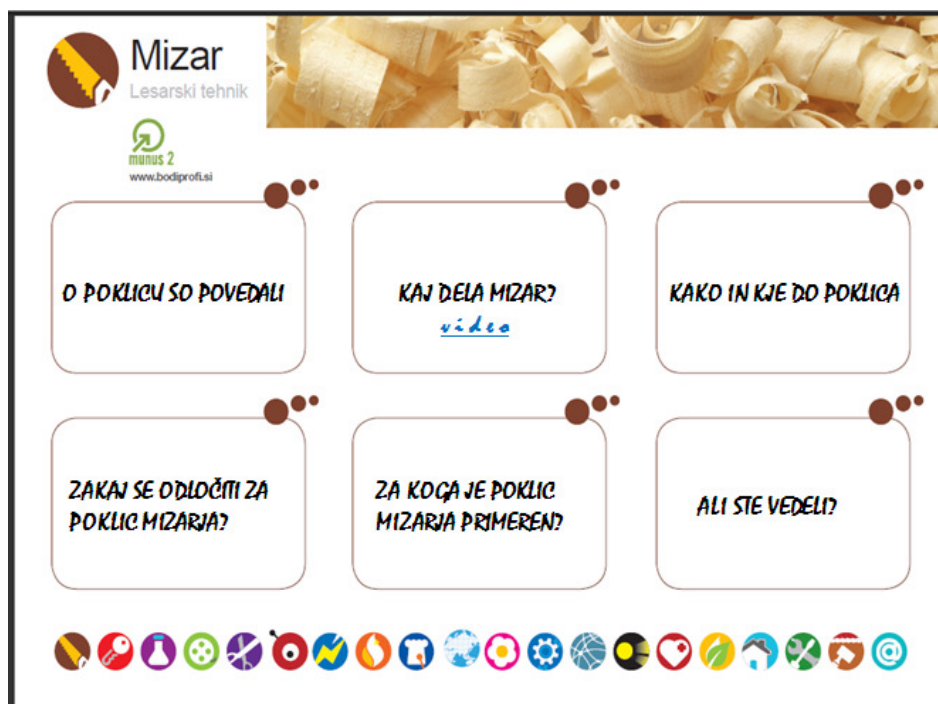 Mizar
Lesarski tehnik
munus 2
www.bodiprofi.si
O POKLICU SO POVEDALI
KAJ DELA MIZAR?
video
KAKO IN KJE DO POKLICA
ZAKAJ SE ODLOČITI ZA
POKLIC MIZARJA?
ZA KOGA JE POKLIC
MIZARJA PRIMEREN?
ALI STE VEDELI?